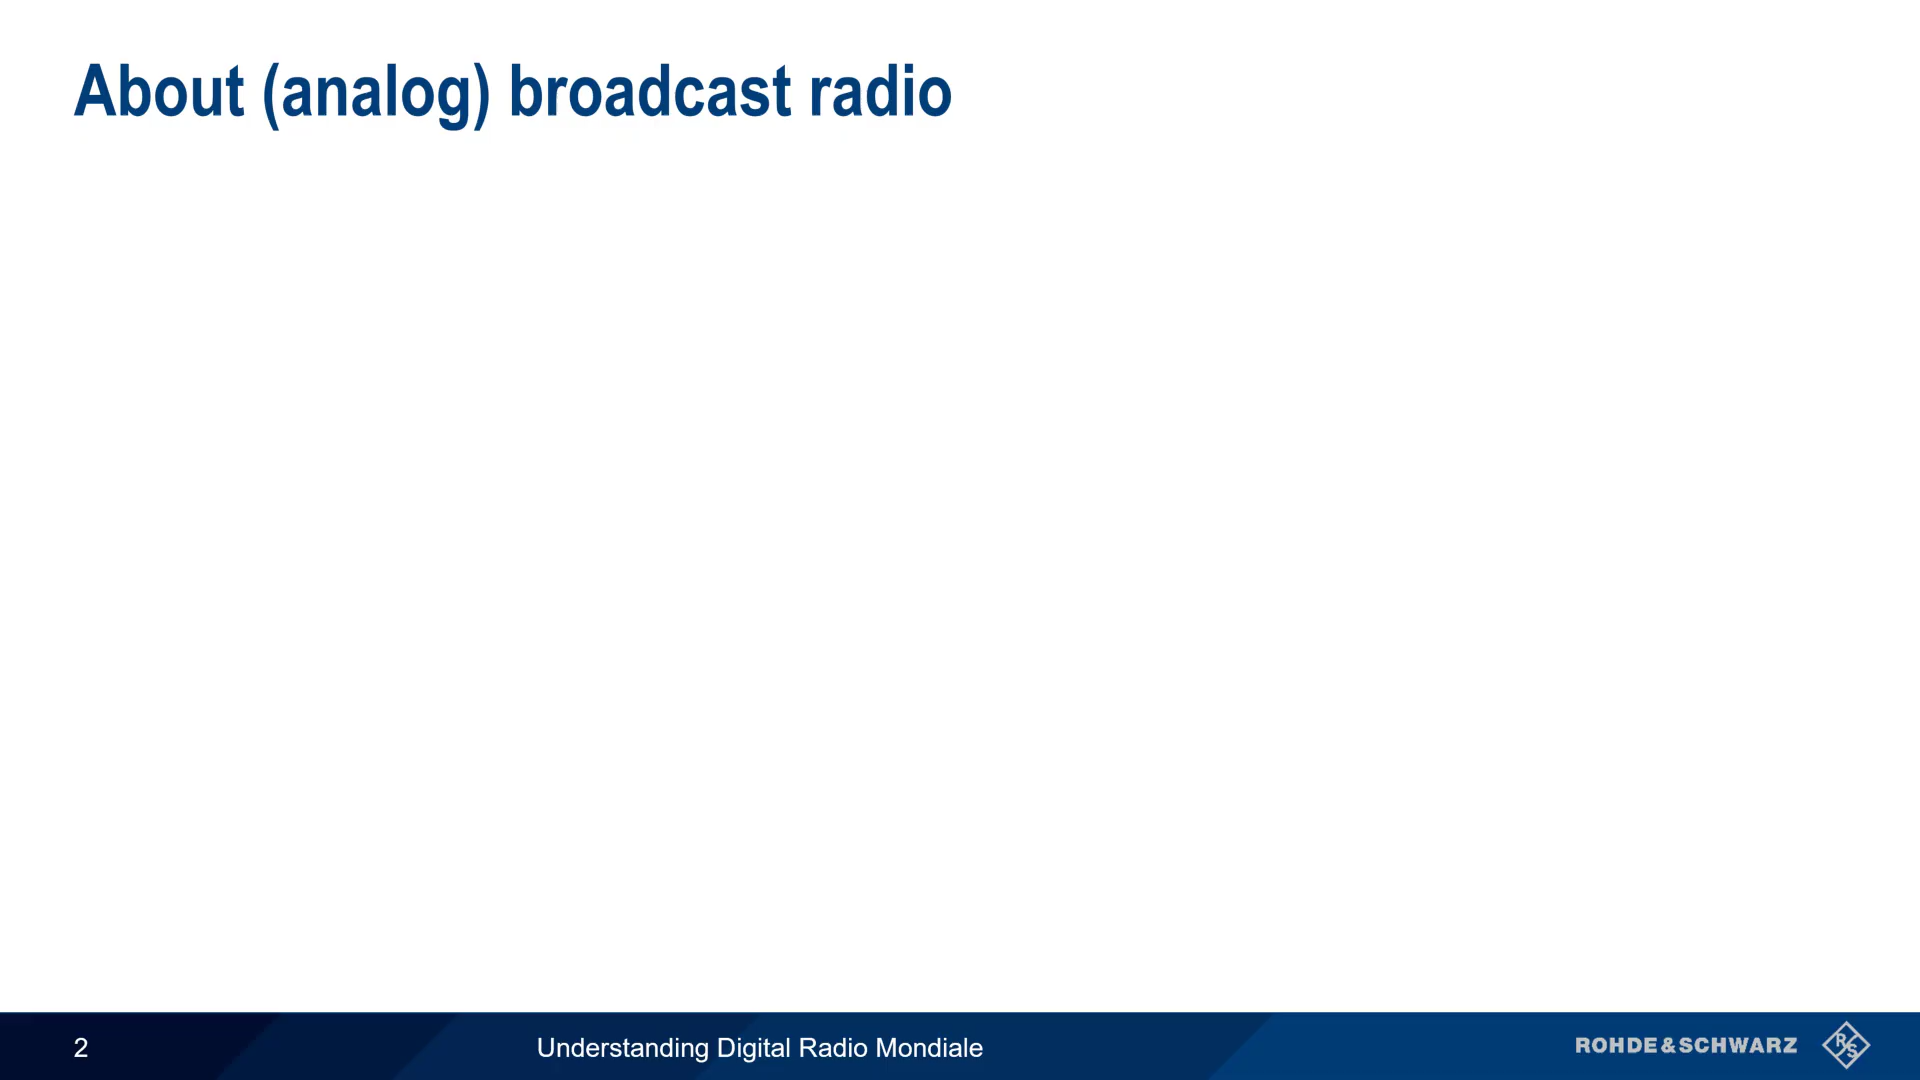 About (analog) broadcast radio
2
Understanding Digital Radio Mondiale
ROHDE&SCHWARZ
R&S